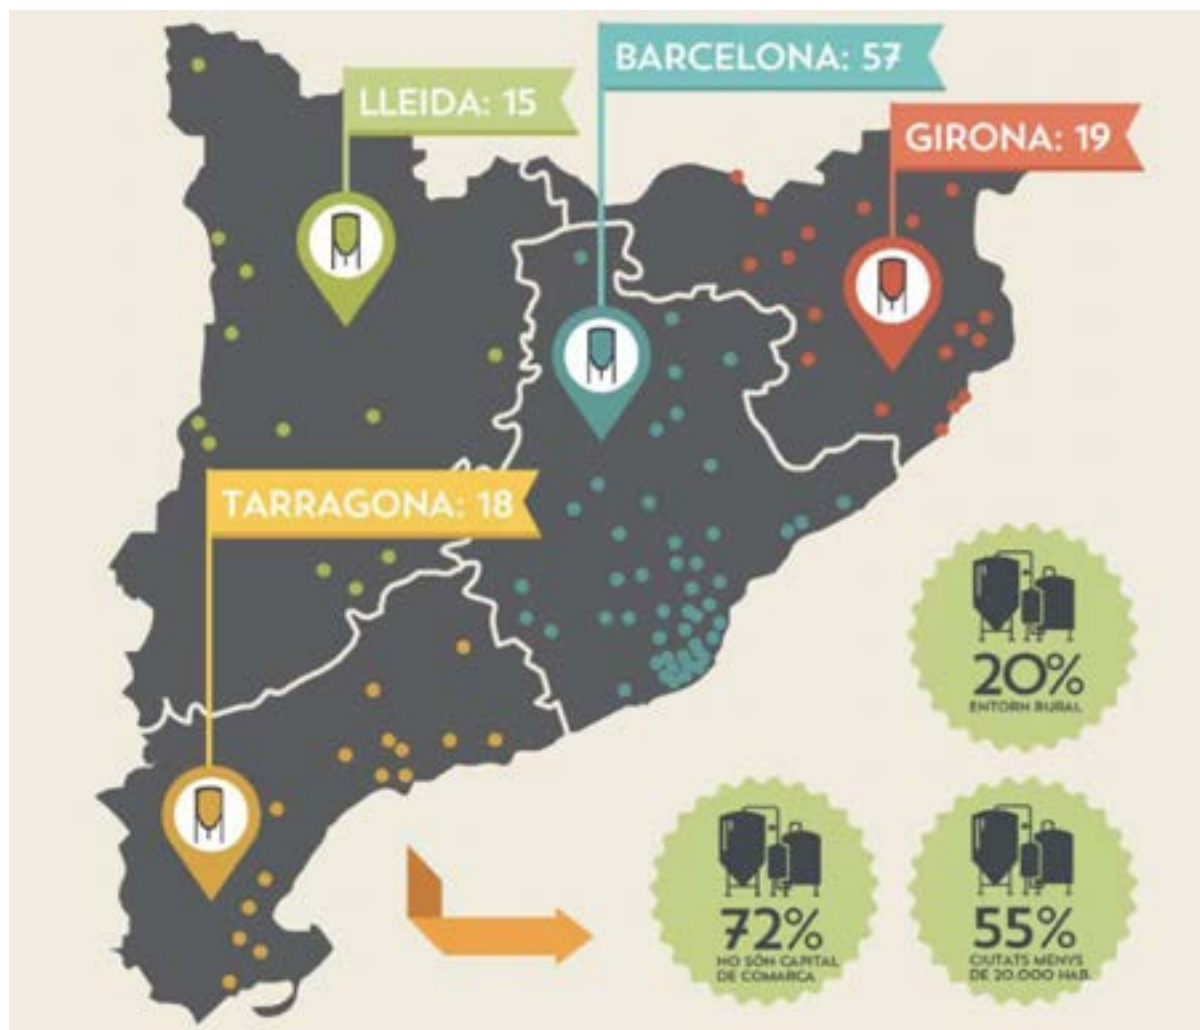 BARCELONA: 57
LLEIDA: 15
GIRONA: 19
TARRAGONA: 18
20%
ENTORN RURAL
72%
NO SÓN CAPITAL
DE COMARCA
55%
CIUTATS MENYS
DE 20.000 HAB.